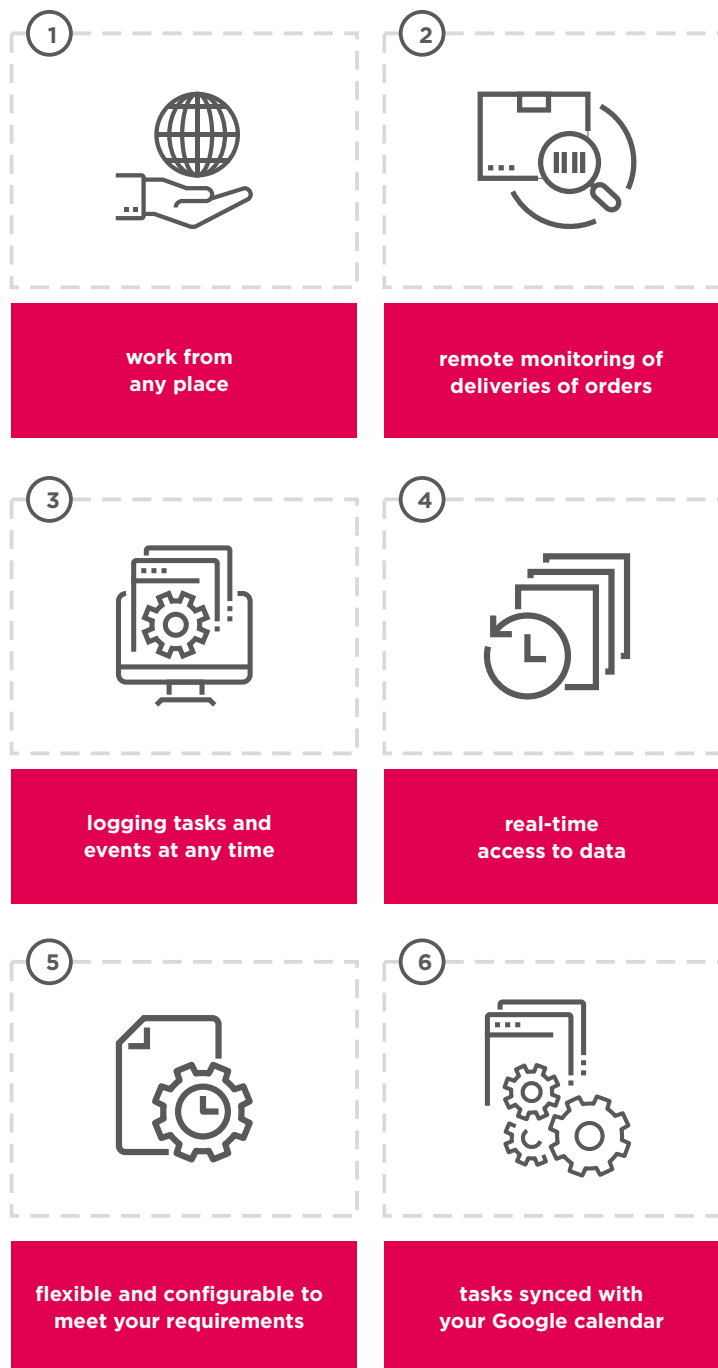 1
work from
any place
2
remote monitoring of
deliveries of orders
3
logging tasks and
events at any time
4
real-time
access to data
5
flexible and configurable to
meet your requirements
6
tasks synced with
your Google calendar